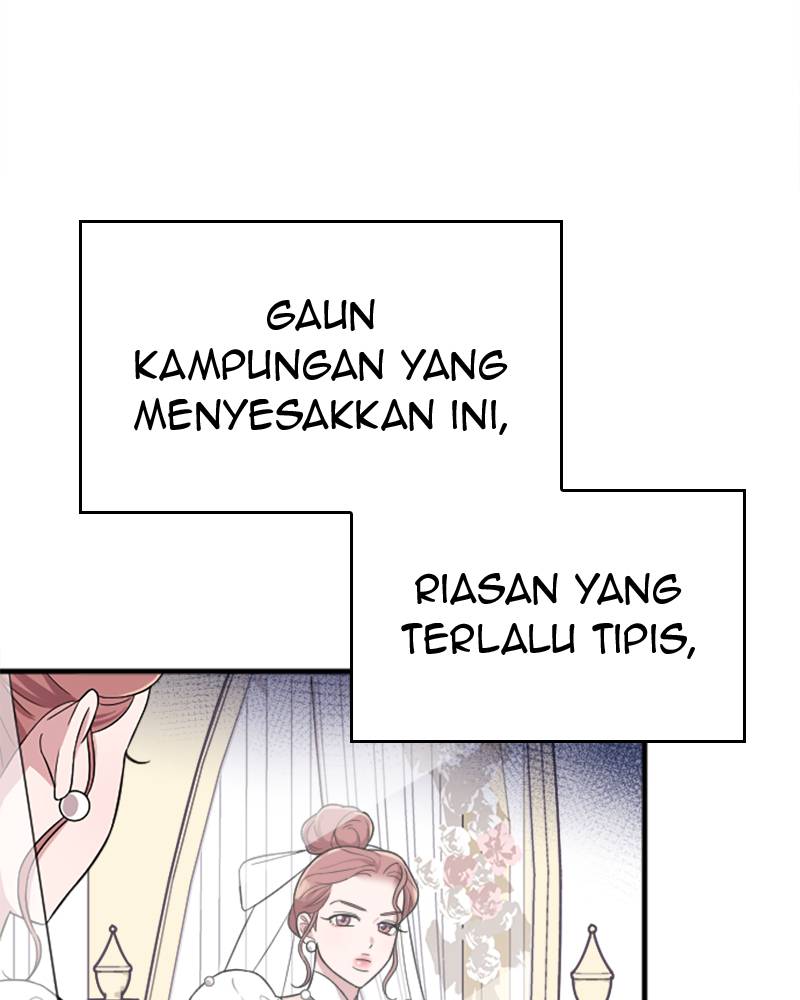 GAUN
KAMPUNGAN YANG
MENYESAKKAN INI,
RIASAN YANG
TERLALU TIPIS,